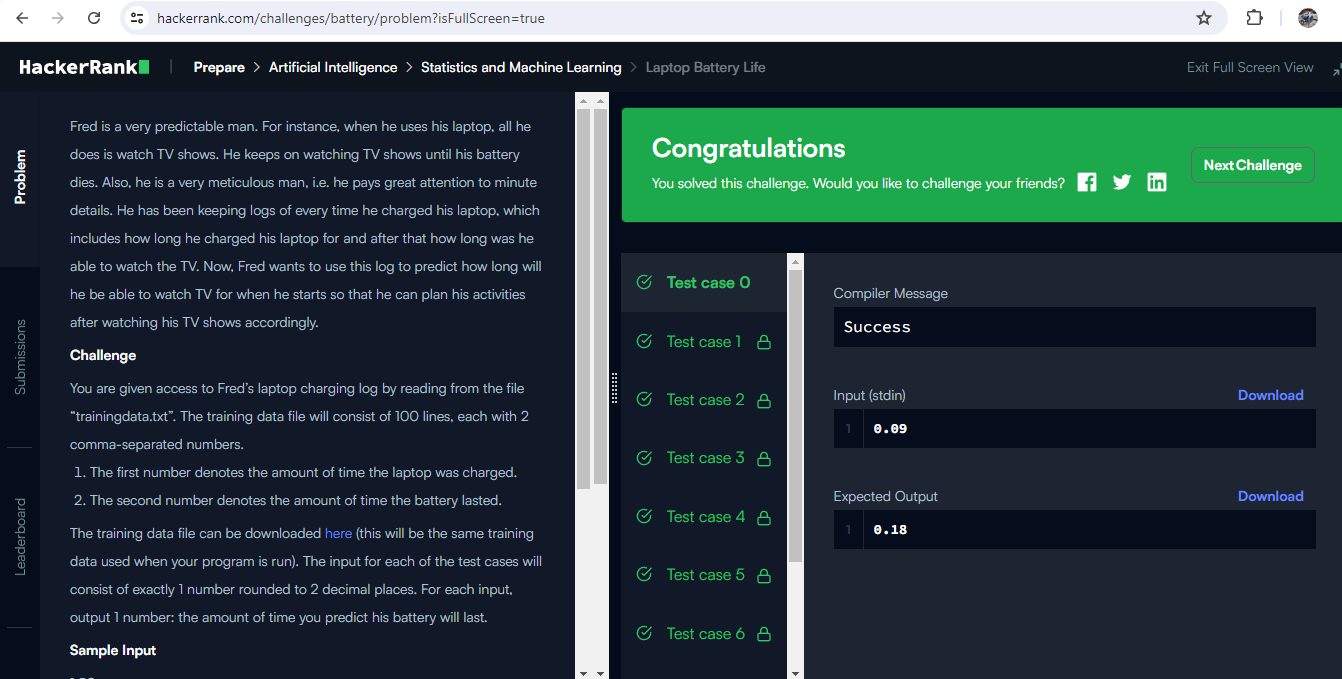 hackerrank.com/challenges/battery/problem?isFullScreen=true
HackerRank
Prepare > Artificial Intelligence > Statistics and Machine Learning > Laptop Battery Life
Exit Full Screen View
Problem
Submissions
Leaderboard
Fred is a very predictable man. For instance, when he uses his laptop, all he
does is watch TV shows. He keeps on watching TV shows until his battery
dies. Also, he is a very meticulous man, i.e. he pays great attention to minute
details. He has been keeping logs of every time he charged his laptop, which
includes how long he charged his laptop for and after that how long was he
able to watch the TV. Now, Fred wants to use this log to predict how long will
he be able to watch TV for when he starts so that he can plan his activities
after watching his TV shows accordingly.
Challenge
You are given access to Fred's laptop charging log by reading from the file
“trainingdata.txt”. The training data file will consist of 100 lines, each with 2
comma-separated numbers.
1. The first number denotes the amount of time the laptop was charged.
2. The second number denotes the amount of time the battery lasted.
The training data file can be downloaded here (this will be the same training
data used when your program is run). The input for each of the test cases will
consist of exactly 1 number rounded to 2 decimal places. For each input,
output 1 number: the amount of time you predict his battery will last.
Sample Input
Congratulations
You solved this challenge. Would you like to challenge your friends?
Next Challenge
Test case 0
Test case 1
Test case 2
Test case 3
Test case 4
Test case 5
Test case 6
Compiler Message
Success
Input (stdin)
Download
1 0.09
Expected Output
Download
1 0.18